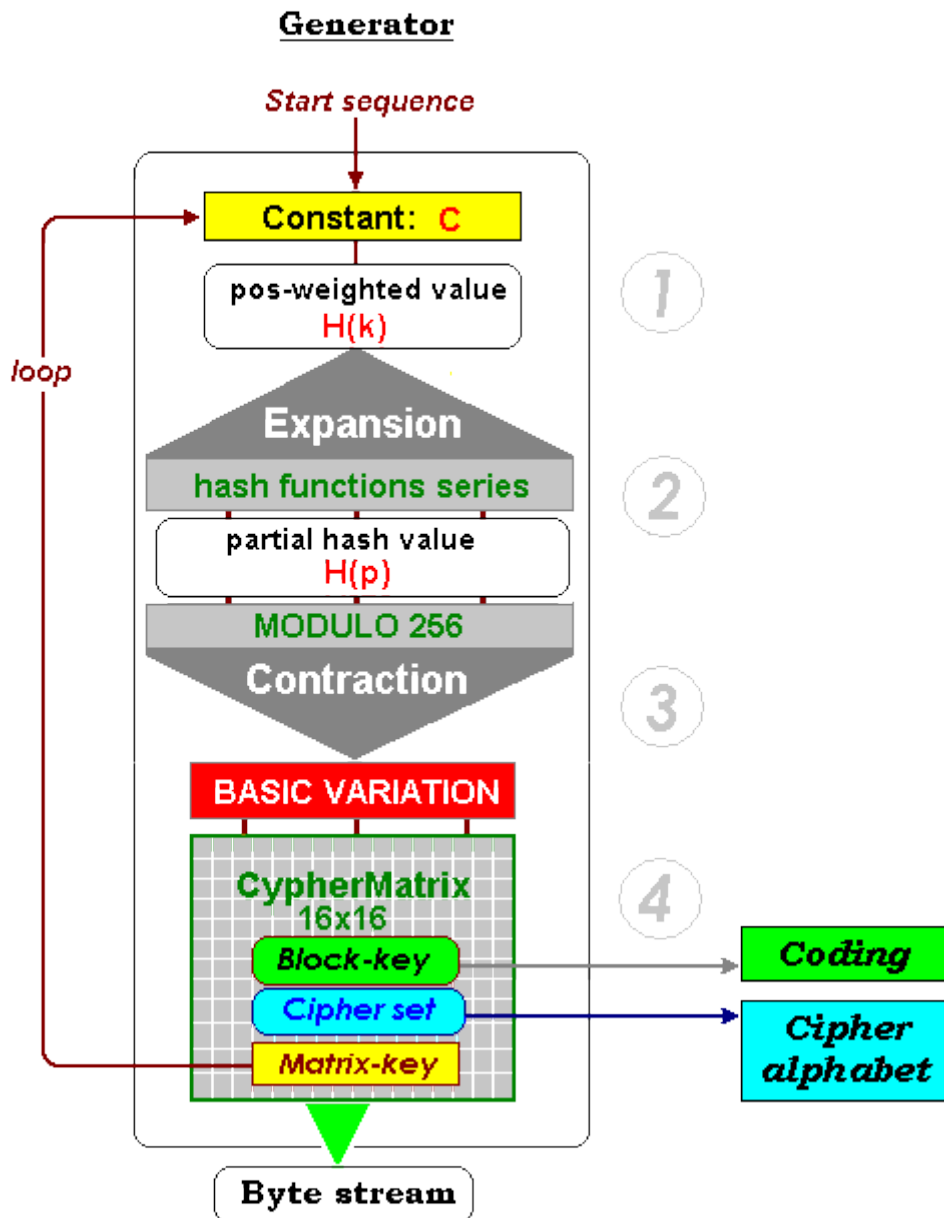 Generator
Start sequence
Constant: C
pos-weighted value
H(k)
1
loop
Expansion
hash functions series
2
partial hash value
H(p)
MODULO 256
Contraction
3
BASIC VARIATION
CypherMatrix
16x16
4
Block-key
Coding
Cipher set
Cipher
alphabet
Matrix-key
Byte stream